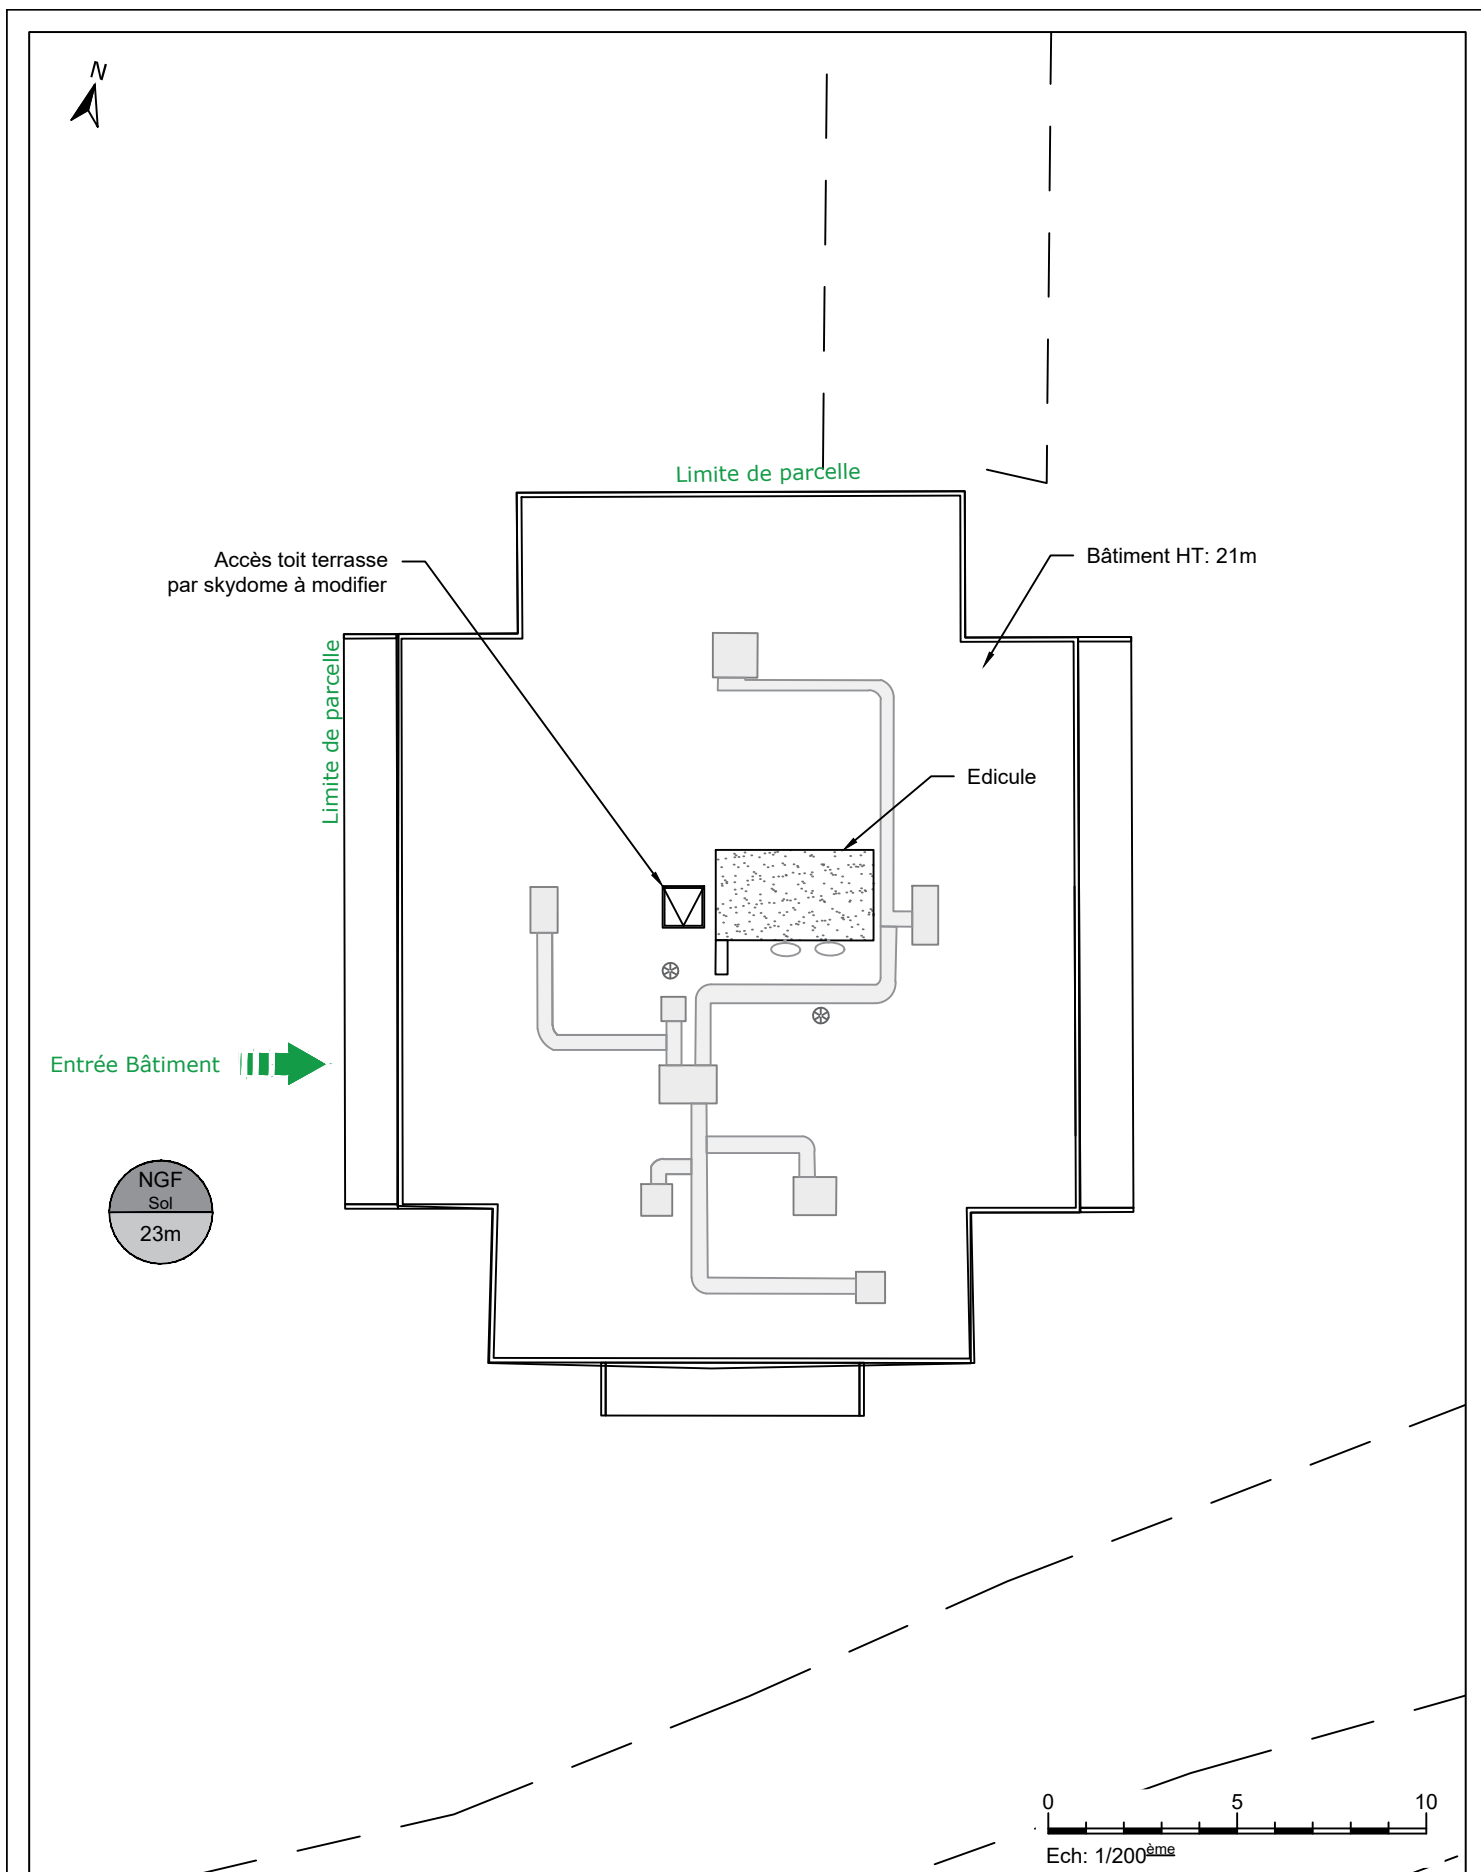 N
Limite de parcelle
Accès toit terrasse
par skydome à modifier
Bâtiment HT: 21m
Limite de parcelle
Edicule
Entrée Bâtiment
NGF
Sol
23m
0 5 10
Ech: 1/200ème